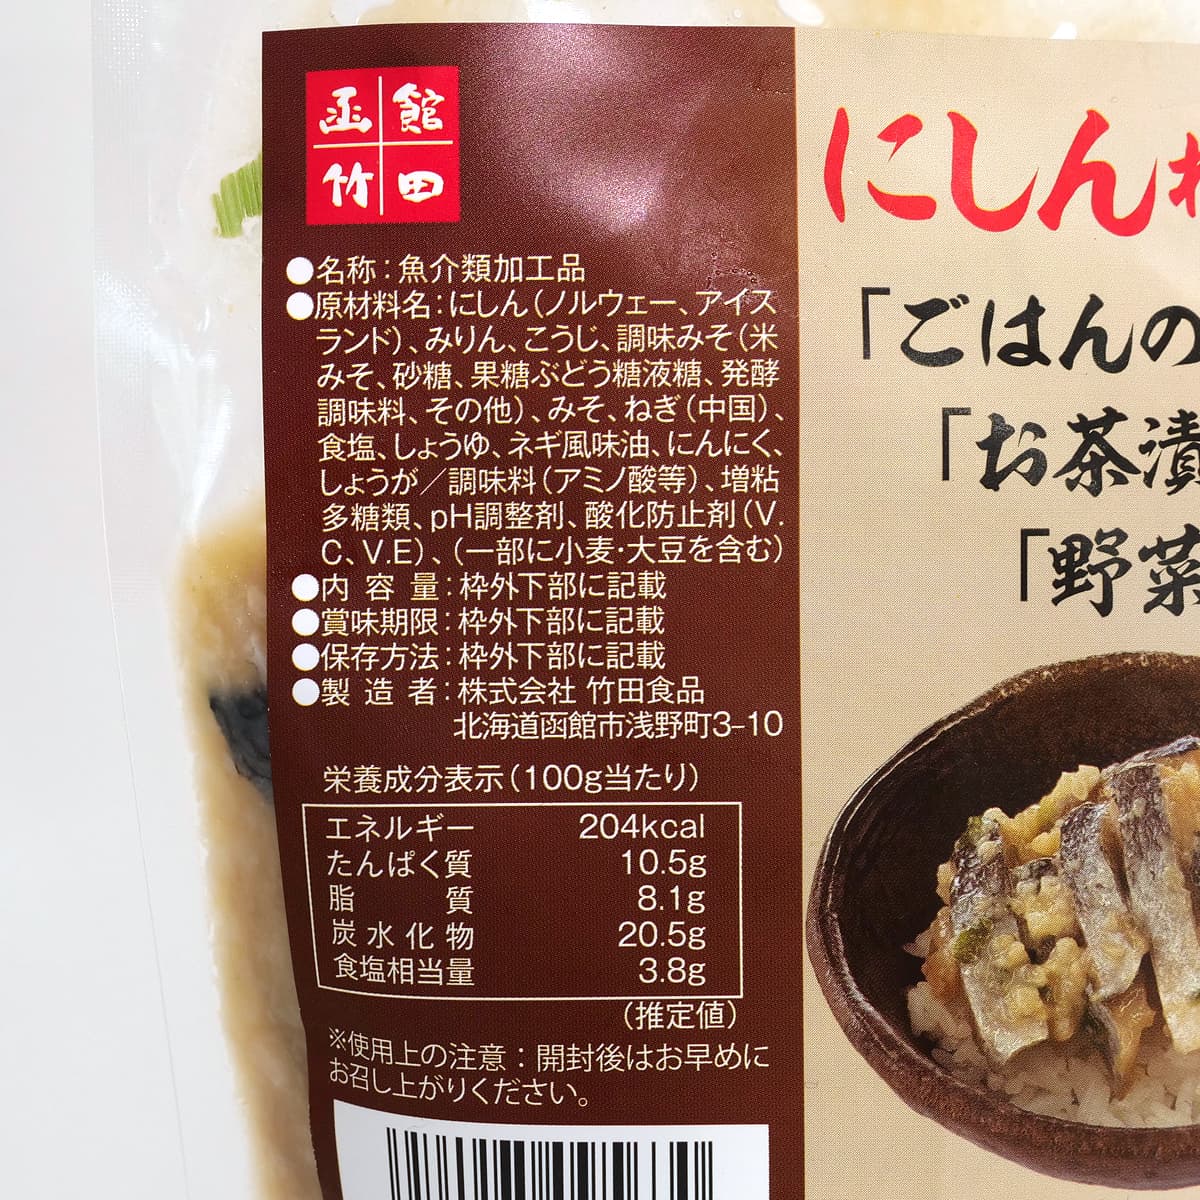 函館
竹田
●名称：魚介類加工品
●原材料名：にしん（ノルウェー、アイス
ランド）、みりん、こうじ、調味みそ（米
みそ、砂糖、果糖ぶどう糖液糖、発酵
調味料、その他）、みそ、ねぎ（中国）、
食塩、しょうゆ、ネギ風味油、にんにく、
しょうが／調味料（アミノ酸等）、増粘
多糖類、pH調整剤、酸化防止剤（V.
C、V.E）、（一部に小麦・大豆を含む）
●内容量：枠外下部に記載
●賞味期限：枠外下部に記載
●保存方法：枠外下部に記載
●製造者：株式会社 竹田食品
北海道函館市浅野町3-10
栄養成分表示（100g当たり）
エネルギー 204kcal
たんぱく質 10.5g
脂質 8.1g
炭水化物 20.5g
食塩相当量 3.8g
（推定値）
※使用上の注意：開封後はお早めに
お召し上がりください。
にしん
「ごはんの
「お茶漬
「野菜